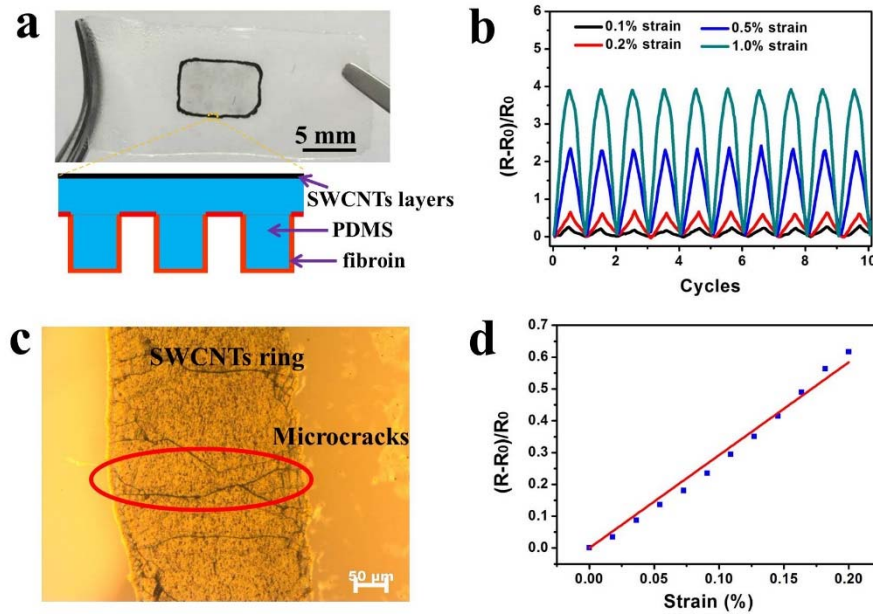 a
5 mm
SWCNTs layers
PDMS
fibroin
b
(R-R0)/R0
6
5
4
3
2
1
0
0.1% strain
0.5% strain
0.2% strain
1.0% strain
0 2 4 6 8 10
Cycles
c
SWCNTs ring
Microcracks
50 μm
d
(R-R0)/R0
0.7
0.6
0.5
0.4
0.3
0.2
0.1
0.0
0.00 0.05 0.10 0.15 0.20
Strain (%)